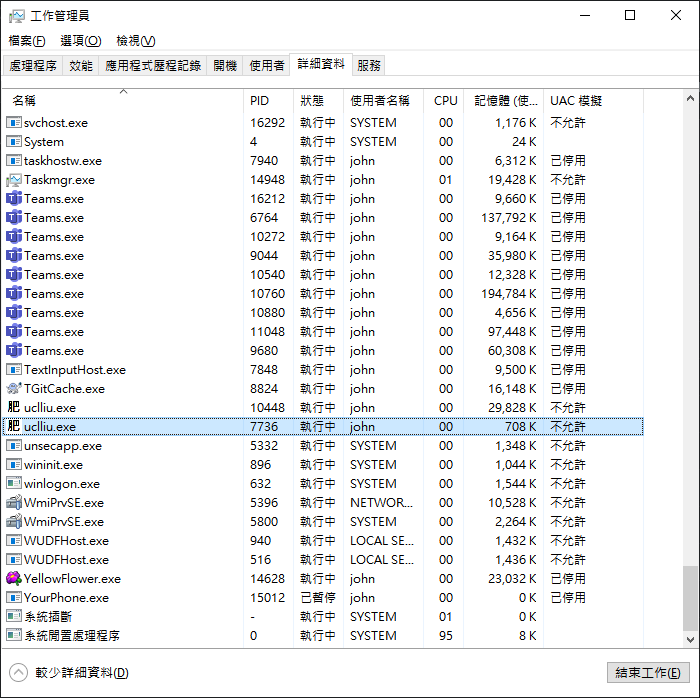 工作管理員
檔案(F) 選項(O) 檢視(V)
處理程序 效能 應用程式歷程記錄 開機 使用者 詳細資料 服務
名稱 PID 狀態 使用者名稱 CPU 記憶體 (使... UAC 模擬
svchost.exe 16292 執行中 SYSTEM 00 1,176 K 不允許
System 4 執行中 SYSTEM 00 24 K
taskhostw.exe 7940 執行中 john 00 6,312 K 已停用
Taskmgr.exe 14948 執行中 john 01 19,428 K 不允許
Teams.exe 16212 執行中 john 00 9,660 K 已停用
Teams.exe 6764 執行中 john 00 137,792 K 已停用
Teams.exe 10272 執行中 john 00 9,164 K 已停用
Teams.exe 9044 執行中 john 00 35,980 K 已停用
Teams.exe 10540 執行中 john 00 12,328 K 已停用
Teams.exe 10760 執行中 john 00 194,784 K 已停用
Teams.exe 10880 執行中 john 00 4,656 K 已停用
Teams.exe 11048 執行中 john 00 97,448 K 已停用
Teams.exe 9680 執行中 john 00 60,308 K 已停用
TextInputHost.exe 7848 執行中 john 00 9,500 K 已停用
TGitCache.exe 8824 執行中 john 00 16,148 K 已停用
肥 uclliu.exe 10448 執行中 john 00 29,828 K 不允許
肥 uclliu.exe 7736 執行中 john 00 708 K 不允許
unsecapp.exe 5332 執行中 SYSTEM 00 1,348 K 不允許
wininit.exe 896 執行中 SYSTEM 00 1,044 K 不允許
winlogon.exe 632 執行中 SYSTEM 00 1,544 K 不允許
WmiPrvSE.exe 5396 執行中 NETWOR... 00 10,528 K 不允許
WmiPrvSE.exe 5800 執行中 SYSTEM 00 2,264 K 不允許
WUDFHost.exe 940 執行中 LOCAL SE... 00 1,432 K 不允許
WUDFHost.exe 516 執行中 LOCAL SE... 00 1,436 K 不允許
YellowFlower.exe 14628 執行中 john 00 23,032 K 已停用
YourPhone.exe 15012 已暫停 john 00 0 K 已停用
系統插斷 - 執行中 SYSTEM 01 0 K
系統閒置處理程序 0 執行中 SYSTEM 95 8 K
較少詳細資料(D) 結束工作(E)